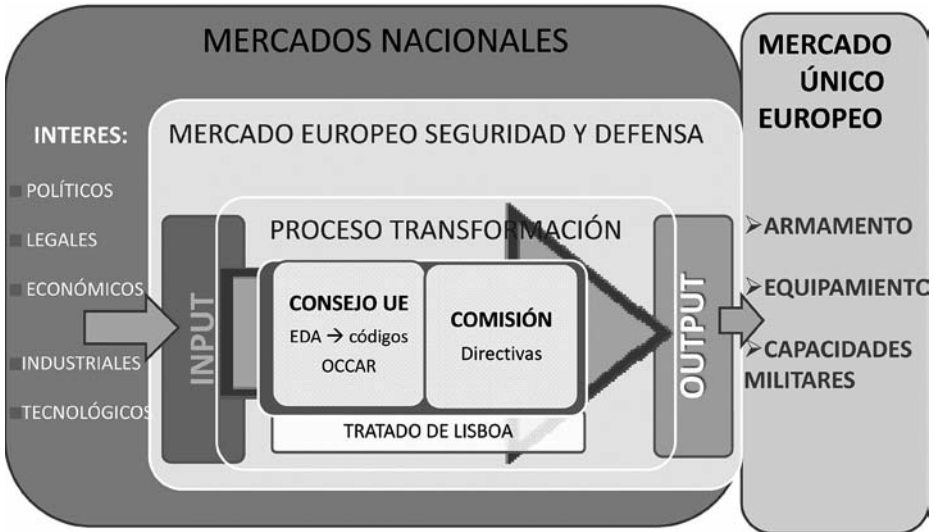 MERCADOS NACIONALES
INTERES:
POLÍTICOS
LEGALES
ECONÓMICOS
INDUSTRIALES
TECNOLÓGICOS
MERCADO EUROPEO SEGURIDAD Y DEFENSA
PROCESO TRANSFORMACIÓN
INPUT
CONSEJO UE
EDA → códigos
OCCAR
COMISIÓN
Directivas
TRATADO DE LISBOA
OUTPUT
MERCADO
ÚNICO
EUROPEO
ARMAMENTO
EQUIPAMIENTO
CAPACIDADES
MILITARES